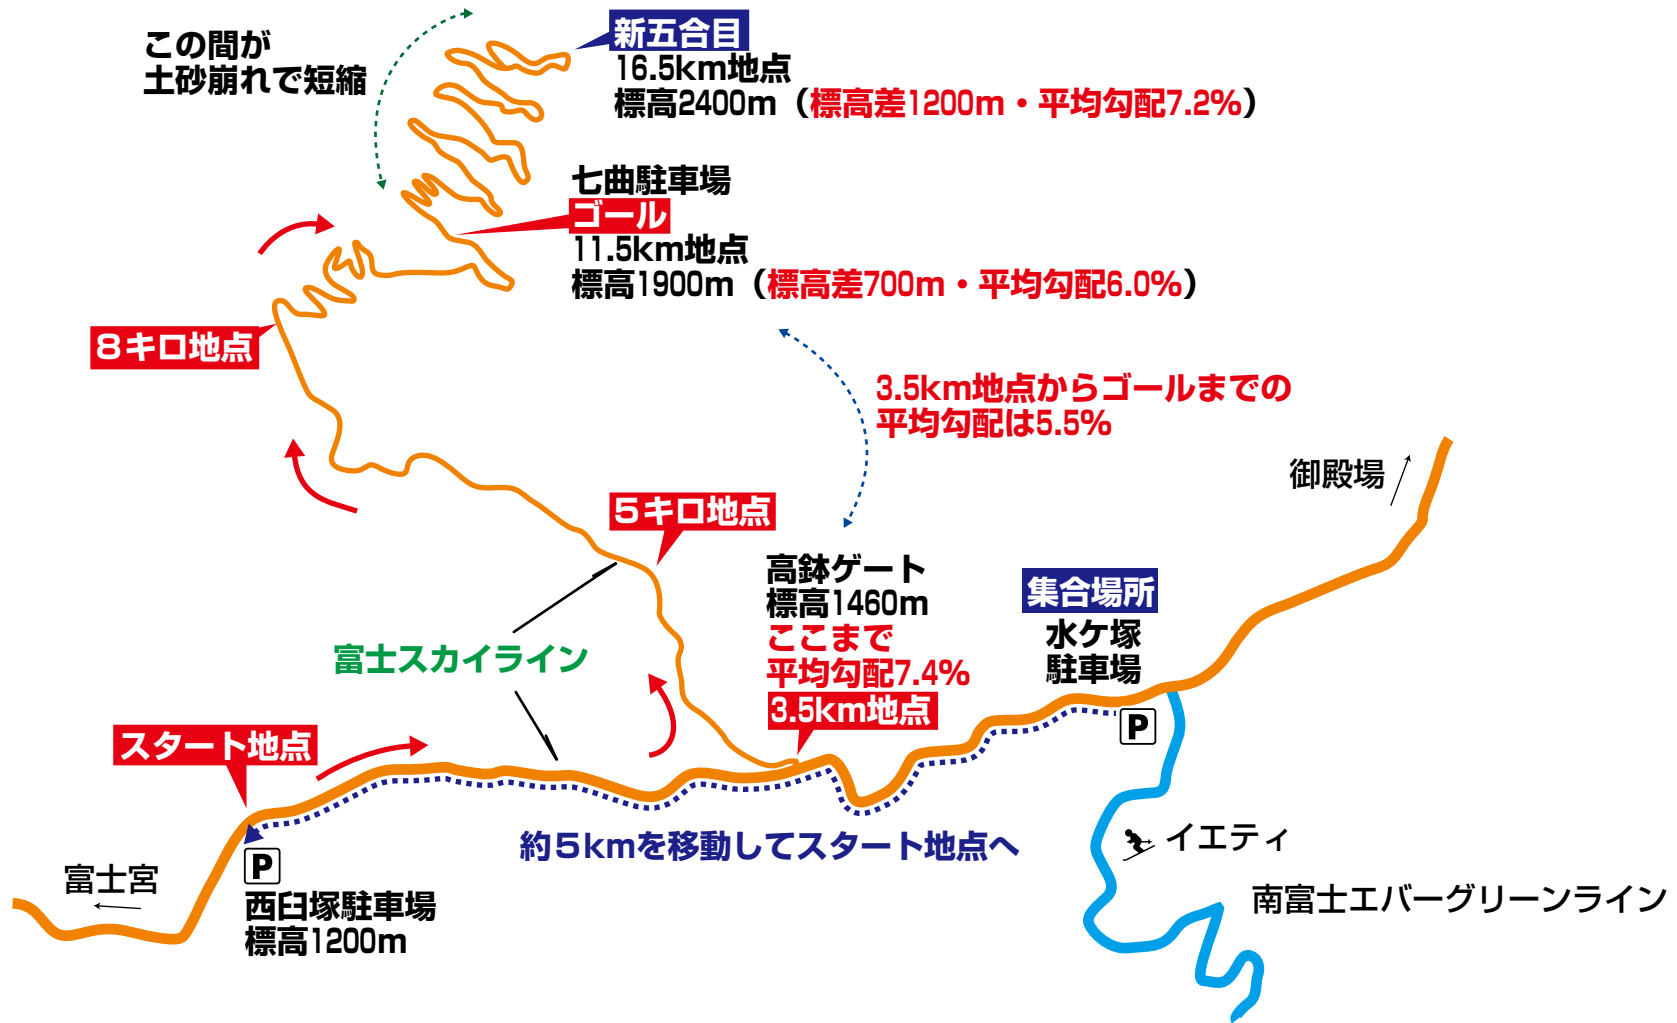 この間が
土砂崩れで短縮
新五合目
16.5km地点
標高2400m（標高差1200m・平均勾配7.2%）
七曲駐車場
ゴール
11.5km地点
標高1900m（標高差700m・平均勾配6.0%）
8キロ地点
3.5km地点からゴールまでの
平均勾配は5.5%
御殿場
5キロ地点
高鉢ゲート
標高1460m
ここまで
平均勾配7.4%
3.5km地点
集合場所
水ケ塚
駐車場
P
富士スカイライン
スタート地点
約5kmを移動してスタート地点へ
イエティ
南富士エバーグリーンライン
富士宮
P
西臼塚駐車場
標高1200m